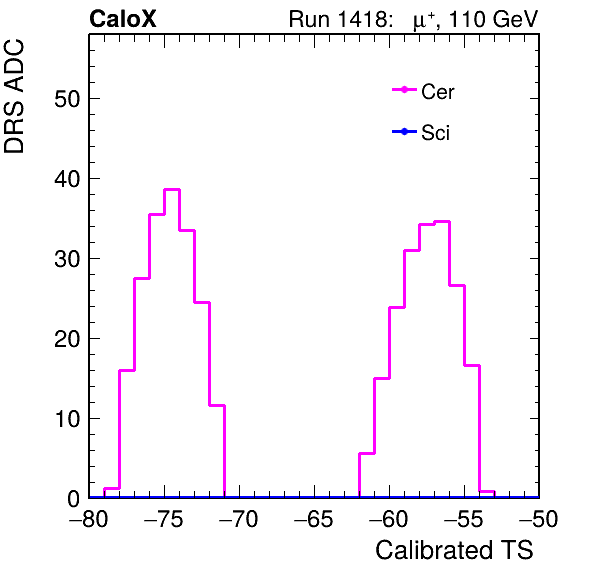 CaloX Run 1418: μ⁺, 110 GeV
DRS ADC
Cer
Sci
50
40
30
20
10
0
−80 −75 −70 −65 −60 −55 −50
Calibrated TS